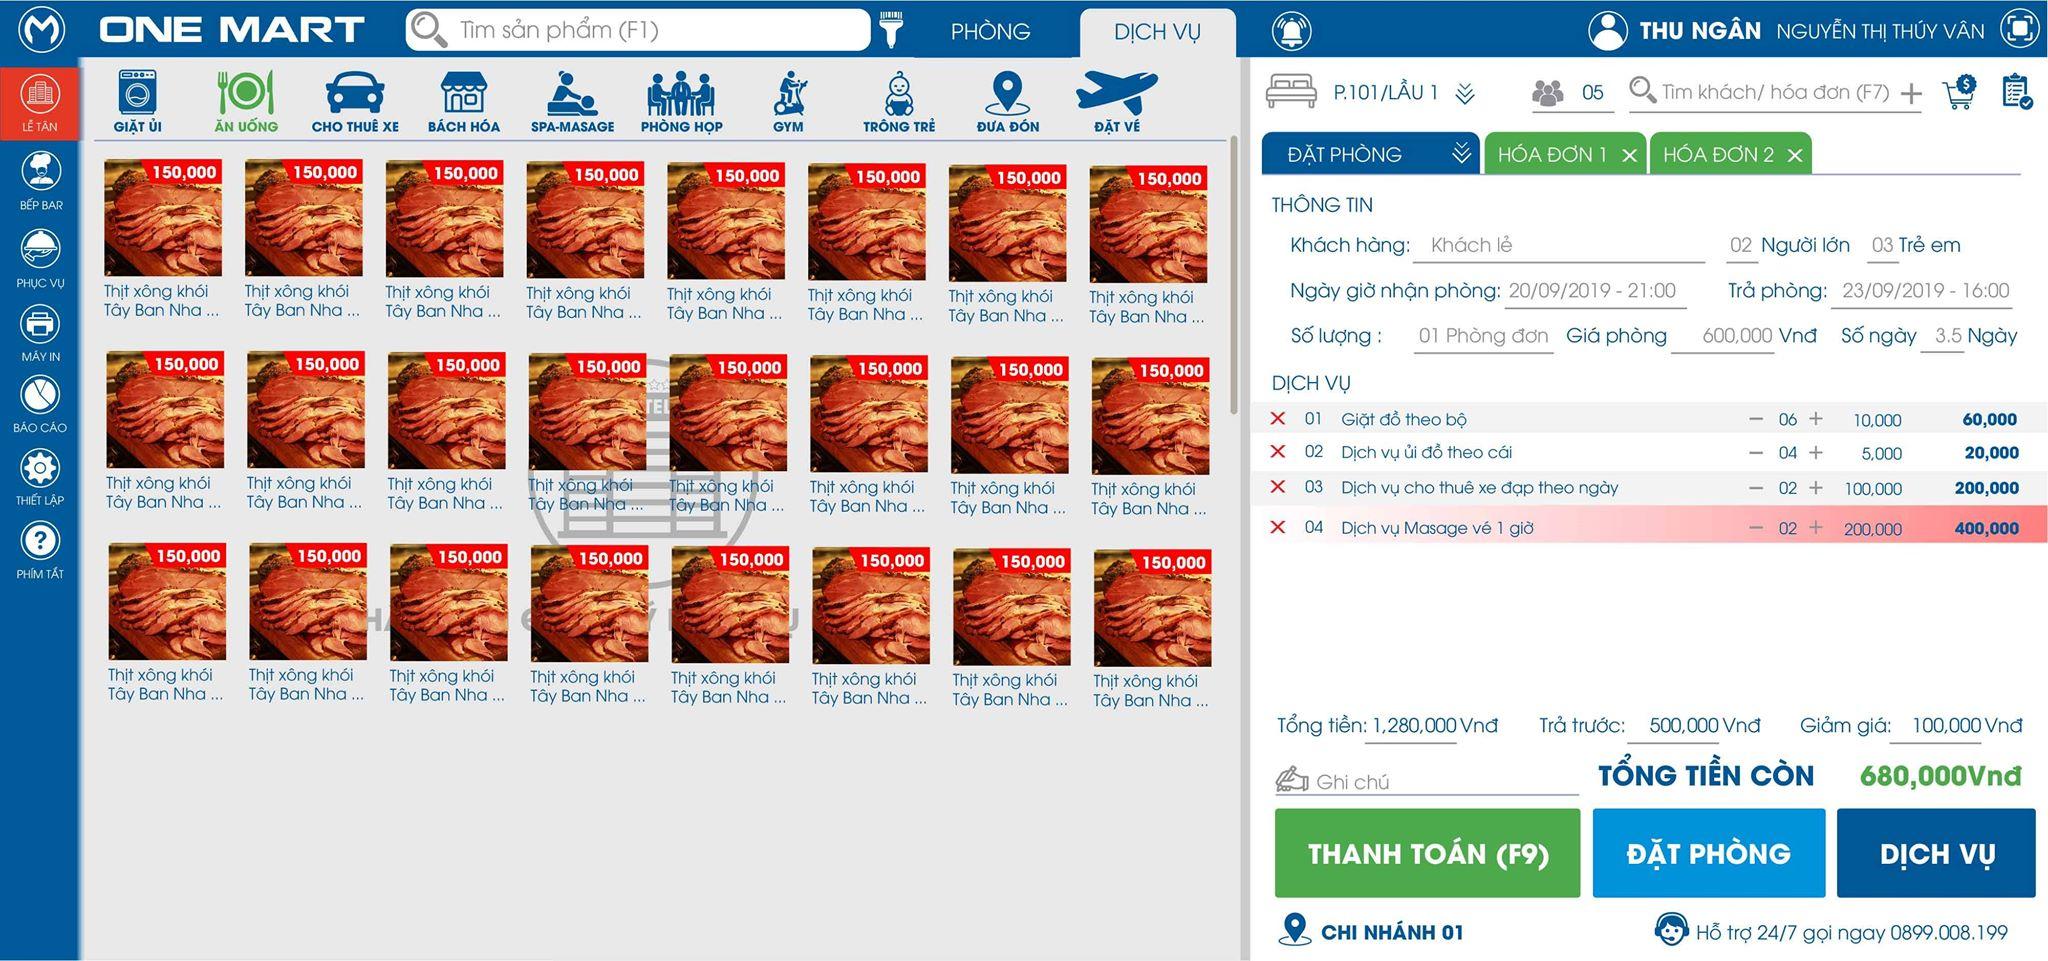 ONE MART
Tìm sản phẩm (F1)
PHÒNG
DỊCH VỤ
THU NGÂN NGUYỄN THỊ THÚY VÂN
LỄ TÂN
BẾP BAR
PHỤC VỤ
MÁY IN
BÁO CÁO
THIẾT LẬP
PHÍM TẮT
GIẶT ỦI
ĂN UỐNG
CHO THUÊ XE
BÁCH HÓA
SPA-MASAGE
PHÒNG HỌP
GYM
TRÔNG TRẺ
ĐƯA ĐÓN
ĐẶT VÉ
150,000 150,000 150,000 150,000 150,000 150,000 150,000 150,000
Thịt xông khói Thịt xông khói Thịt xông khói Thịt xông khói Thịt xông khói Thịt xông khói Thịt xông khói Thịt xông khói
Tây Ban Nha ... Tây Ban Nha ... Tây Ban Nha ... Tây Ban Nha ... Tây Ban Nha ... Tây Ban Nha ... Tây Ban Nha ... Tây Ban Nha ...
150,000 150,000 150,000 150,000 150,000 150,000 150,000 150,000
Thịt xông khói Thịt xông khói Thịt xông khói Thịt xông khói Thịt xông khói Thịt xông khói Thịt xông khói Thịt xông khói
Tây Ban Nha ... Tây Ban Nha ... Tây Ban Nha ... Tây Ban Nha ... Tây Ban Nha ... Tây Ban Nha ... Tây Ban Nha ... Tây Ban Nha ...
150,000 150,000 150,000 150,000 150,000 150,000 150,000 150,000
Thịt xông khói Thịt xông khói Thịt xông khói Thịt xông khói Thịt xông khói Thịt xông khói Thịt xông khói Thịt xông khói
Tây Ban Nha ... Tây Ban Nha ... Tây Ban Nha ... Tây Ban Nha ... Tây Ban Nha ... Tây Ban Nha ... Tây Ban Nha ... Tây Ban Nha ...
P.101/LẦU 1
05
Tìm khách/ hóa đơn (F7) +
ĐẶT PHÒNG
HÓA ĐƠN 1 ×
HÓA ĐƠN 2 ×
THÔNG TIN
Khách hàng: Khách lẻ 02 Người lớn 03 Trẻ em
Ngày giờ nhận phòng: 20/09/2019 - 21:00 Trả phòng: 23/09/2019 - 16:00
Số lượng : 01 Phòng đơn Giá phòng 600,000 Vnđ Số ngày 3.5 Ngày
DỊCH VỤ
× 01 Giặt đồ theo bộ − 06 + 10,000 60,000
× 02 Dịch vụ ủi đồ theo cái − 04 + 5,000 20,000
× 03 Dịch vụ cho thuê xe đạp theo ngày − 02 + 100,000 200,000
× 04 Dịch vụ Masage vé 1 giờ − 02 + 200,000 400,000
Tổng tiền: 1,280,000 Vnđ Trả trước: 500,000 Vnđ Giảm giá: 100,000 Vnđ
Ghi chú
TỔNG TIỀN CÒN 680,000Vnđ
THANH TOÁN (F9)
ĐẶT PHÒNG
DỊCH VỤ
CHI NHÁNH 01
Hỗ trợ 24/7 gọi ngay 0899.008.199